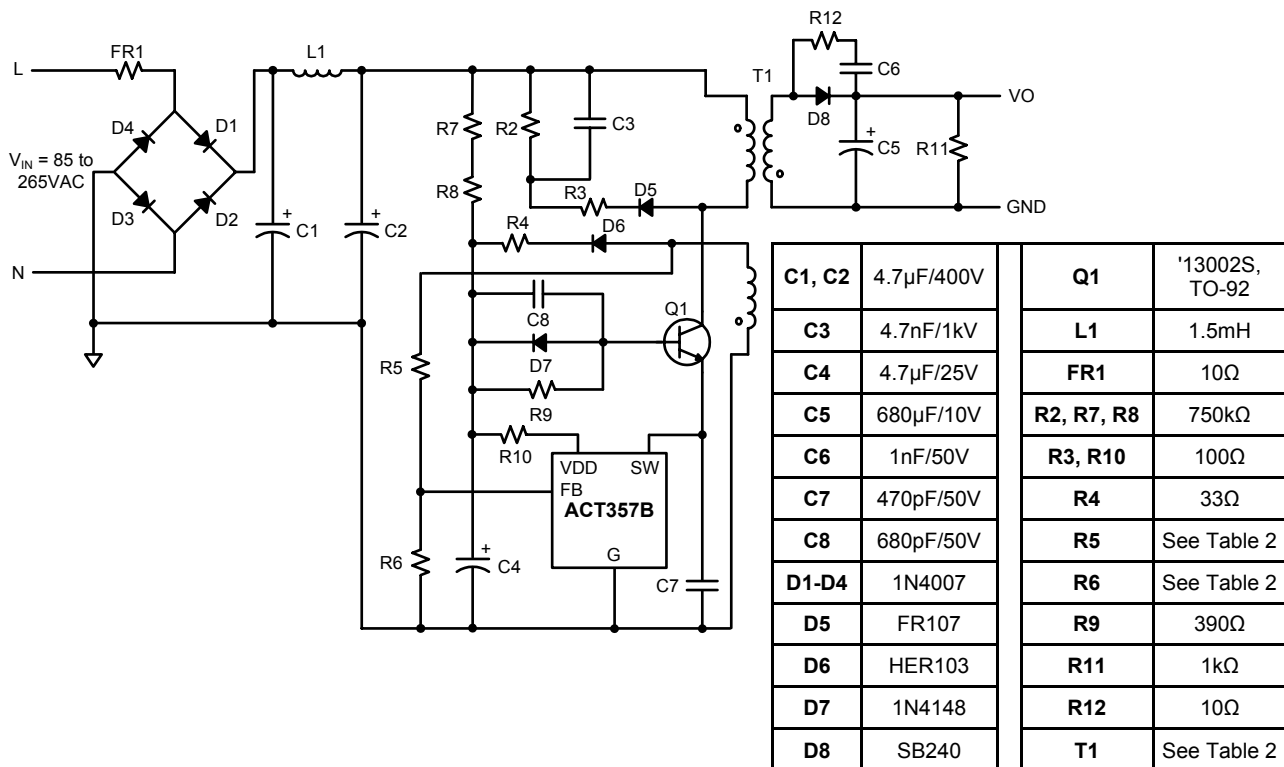 R12
FR1
L1
L
C6
T1
VO
D4
D1
D8
R7
R2
C3
C5
R11
V_IN = 85 to
265VAC
R8
R3
D5
D3
D2
C1
C2
R4
D6
GND
N
C8
Q1
D7
R5
R9
R10
VDD
SW
FB
ACT357B
R6
C4
G
C7
C1, C2 4.7µF/400V Q1 '13002S,
TO-92
C3 4.7nF/1kV L1 1.5mH
C4 4.7µF/25V FR1 10Ω
C5 680µF/10V R2, R7, R8 750kΩ
C6 1nF/50V R3, R10 100Ω
C7 470pF/50V R4 33Ω
C8 680pF/50V R5 See Table 2
D1-D4 1N4007 R6 See Table 2
D5 FR107 R9 390Ω
D6 HER103 R11 1kΩ
D7 1N4148 R12 10Ω
D8 SB240 T1 See Table 2